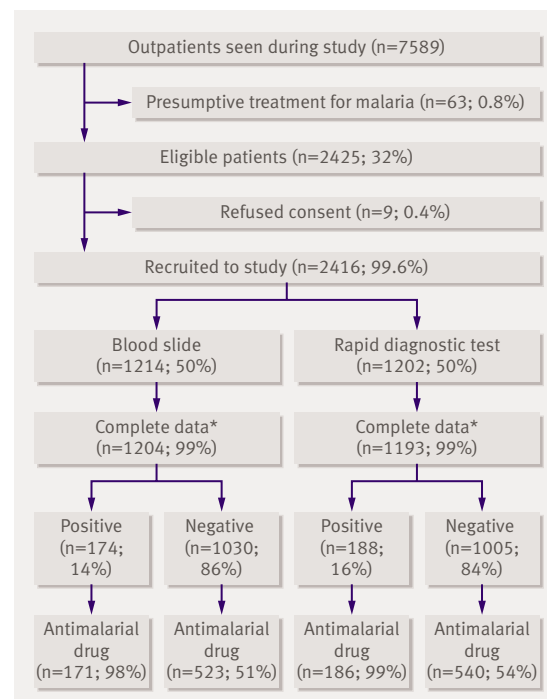 Outpatients seen during study (n=7589)
Presumptive treatment for malaria (n=63; 0.8%)
Eligible patients (n=2425; 32%)
Refused consent (n=9; 0.4%)
Recruited to study (n=2416; 99.6%)
Blood slide
(n=1214; 50%)
Rapid diagnostic test
(n=1202; 50%)
Complete data*
(n=1204; 99%)
Complete data*
(n=1193; 99%)
Positive
(n=174;
14%)
Negative
(n=1030;
86%)
Positive
(n=188;
16%)
Negative
(n=1005;
84%)
Antimalarial
drug
(n=171; 98%)
Antimalarial
drug
(n=523; 51%)
Antimalarial
drug
(n=186; 99%)
Antimalarial
drug
(n=540; 54%)